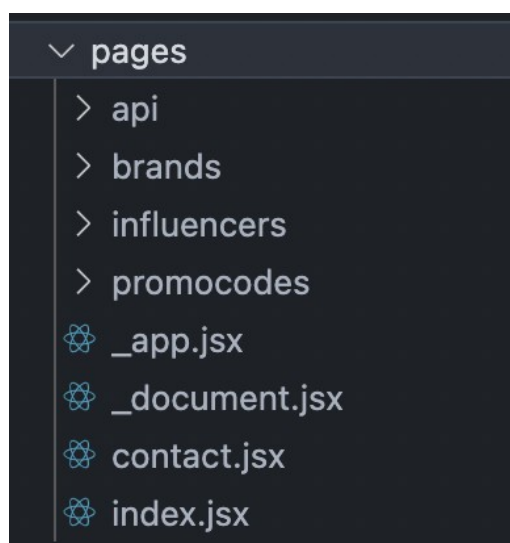 pages
api
brands
influencers
promocodes
_app.jsx
_document.jsx
contact.jsx
index.jsx